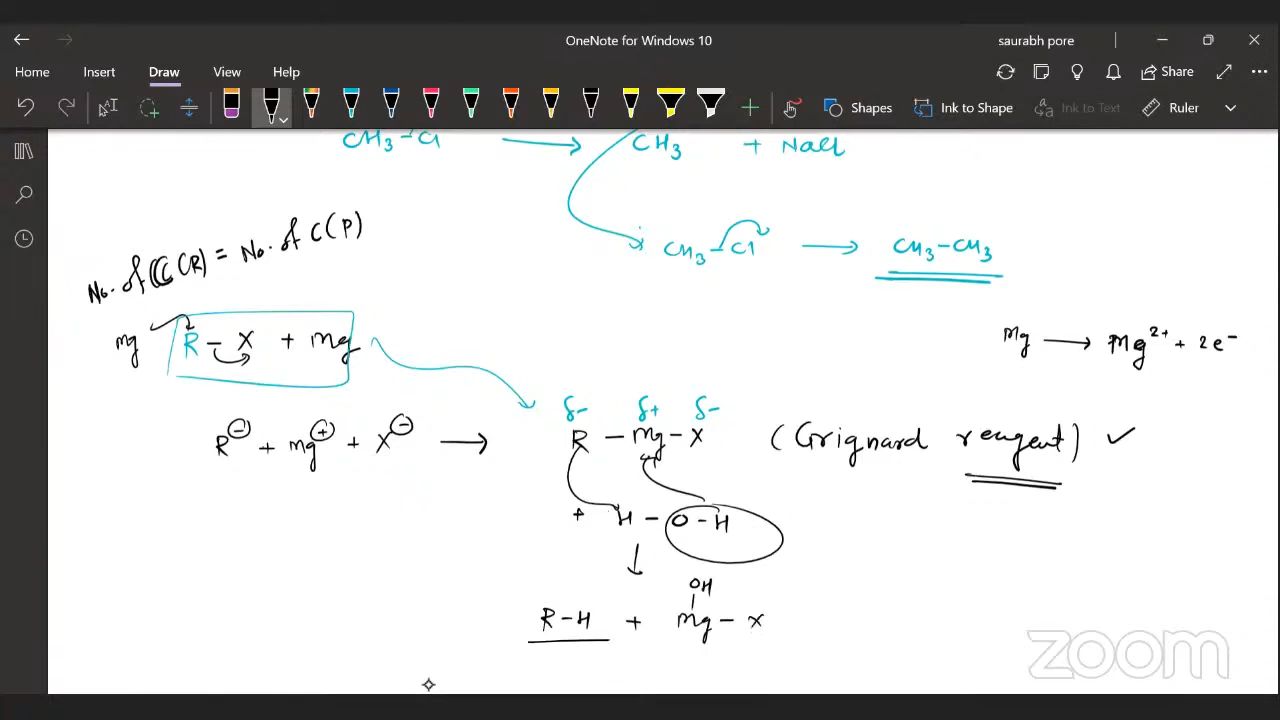 OneNote for Windows 10
saurabh pore
Home Insert Draw View Help
Share
Shapes Ink to Shape Ink to Text Ruler
CH3-Cl → CH3 + NaCl
CH3-Cl → CH3-CH3
No. of C (R) = No. of C (P)
Mg R-X + Mg
Mg → Mg2+ + 2e-
δ- δ+ δ-
R⊖ + Mg⊕ + X⊖ → R-Mg-X (Grignard reagent) ✓
+ H-O-H
↓
OH
R-H + Mg-X
zoom